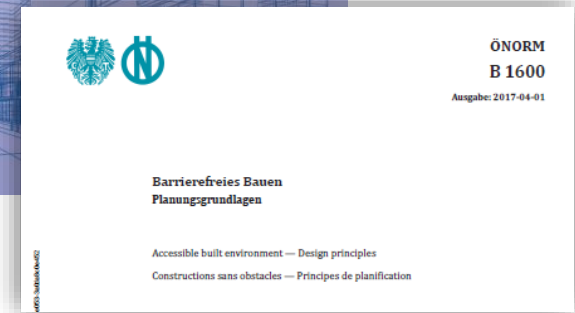 ÖNORM
B 1600
Ausgabe: 2017-04-01
Barrierefreies Bauen
Planungsgrundlagen
Accessible built environment — Design principles
Constructions sans obstacles — Principes de planification